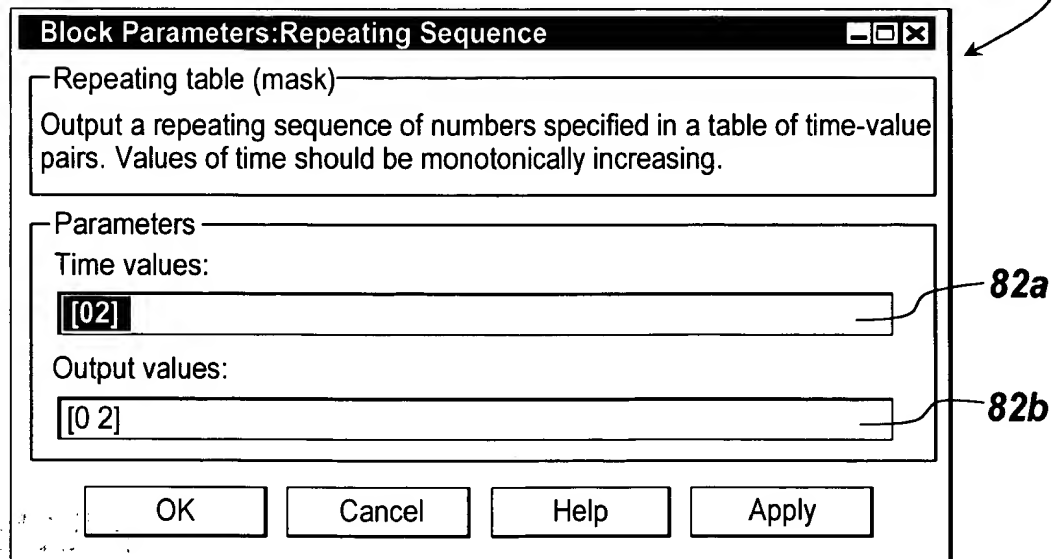 Block Parameters:Repeating Sequence
Repeating table (mask)
Output a repeating sequence of numbers specified in a table of time-value
pairs. Values of time should be monotonically increasing.
Parameters
Time values:
[02]
82a
Output values:
[0 2]
82b
OK Cancel Help Apply